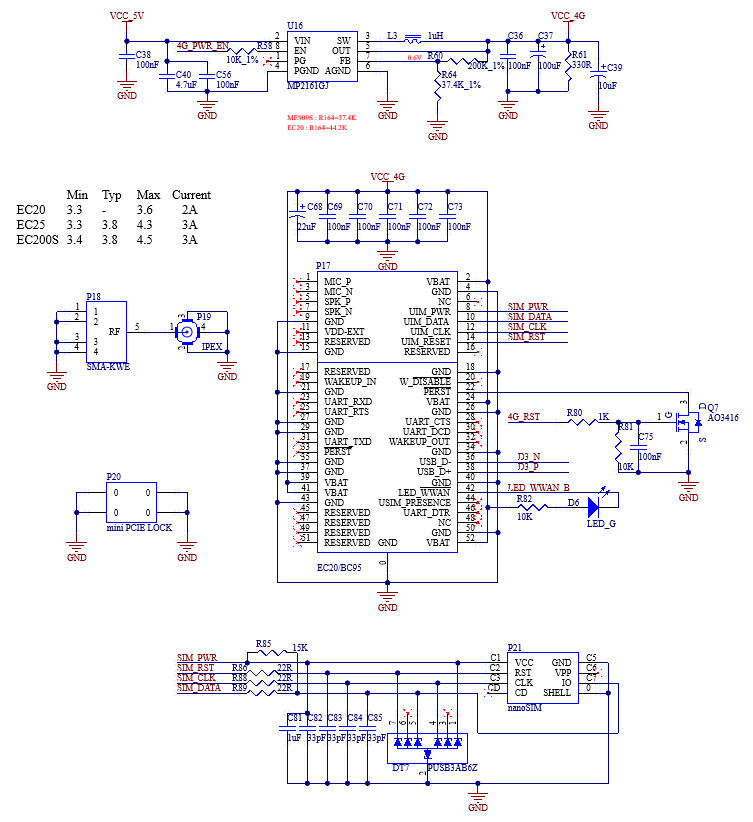 VCC_5V
VCC_4G
U16
2 VIN SW 3
8 EN OUT 5
1 PG FB 7
4 PGND AGND 6
MP2161GJ
4G_PWR_EN
R58
10K_1%
C38
100nF
C40
4.7uF
C56
100nF
L3 1uH
0.6V
R60
200K_1%
R64
37.4K_1%
C36
100nF
C37
100uF
R61
330R
C39
10uF
GND
GND
GND
GND
GND
GND
ME909S : R164=37.4K
EC20 : R164=44.2K
Min Typ Max Current
EC20 3.3 - 3.6 2A
EC25 3.3 3.8 4.3 3A
EC200S 3.4 3.8 4.5 3A
VCC_4G
C68
22uF
C69
100nF
C70
100nF
C71
100nF
C72
100nF
C73
100nF
GND
P17
1 MIC_P VBAT 2
3 MIC_N GND 4
5 SPK_P NC 6
7 SPK_N UIM_PWR 8 SIM_PWR
9 GND UIM_DATA 10 SIM_DATA
11 VDD-EXT UIM_CLK 12 SIM_CLK
13 RESERVED UIM_RESET 14 SIM_RST
15 GND RESERVED 16
17 RESERVED GND 18
19 WAKEUP_IN W_DISABLE 20
21 GND PERST 22
23 UART_RXD VBAT 24
25 UART_RTS GND 26
27 GND UART_CTS 28
29 GND UART_DCD 30
31 UART_TXD WAKEUP_OUT 32
33 PERST GND 34
35 GND USB_D- 36 D3_N
37 GND USB_D+ 38 D3_P
39 VBAT GND 40
41 VBAT LED_WWAN 42 LED_WWAN_B
43 GND USIM_PRESENCE 44
45 RESERVED UART_DTR 46
47 RESERVED NC 48
49 RESERVED GND 50
51 RESERVED GND VBAT 52
0
EC20/BC95
GND
P18
1 1
2 2
3 3
4 4
RF 5
SMA-KWE
GND
P19
3
1 4
2
IPEX
GND
P20
0 0
0 0
mini PCIE LOCK
GND
GND
4G_RST
R80
1K
R81
10K
C75
100nF
G
D
S
1
3
2
Q7
AO3416
GND
R82
10K
D6
LED_G
R85
15K
SIM_PWR
SIM_RST R86 22R
SIM_CLK R88 22R
SIM_DATA R89 22R
P21
C1 VCC GND C5
C2 RST VPP C6
C3 CLK IO C7
CD CD SHELL 0
nanoSIM
C81
1uF
C82
33pF
C83
33pF
C84
33pF
C85
33pF
7 6 5 4 3 1
2
DT7
PUSB3AB6Z
GND